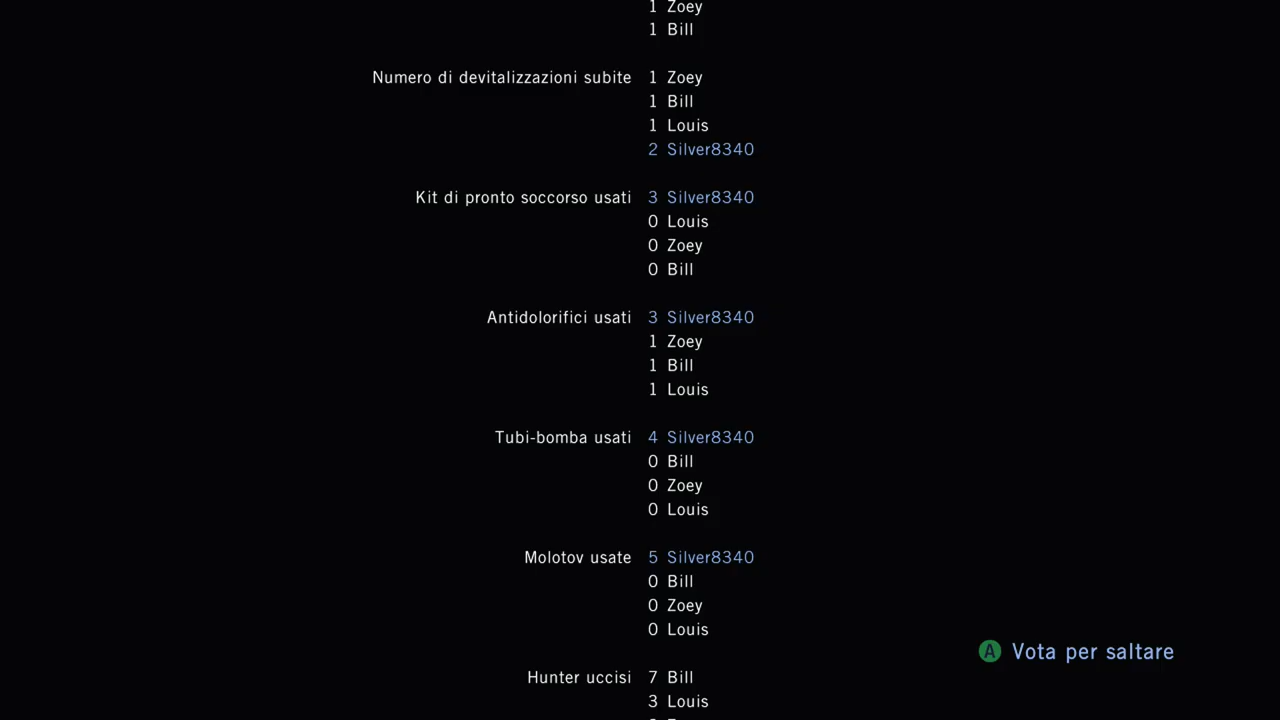 1 Zoey
1 Bill
Numero di devitalizzazioni subite 1 Zoey
1 Bill
1 Louis
2 Silver8340
Kit di pronto soccorso usati 3 Silver8340
0 Louis
0 Zoey
0 Bill
Antidolorifici usati 3 Silver8340
1 Zoey
1 Bill
1 Louis
Tubi-bomba usati 4 Silver8340
0 Bill
0 Zoey
0 Louis
Molotov usate 5 Silver8340
0 Bill
0 Zoey
0 Louis
A Vota per saltare
Hunter uccisi 7 Bill
3 Louis